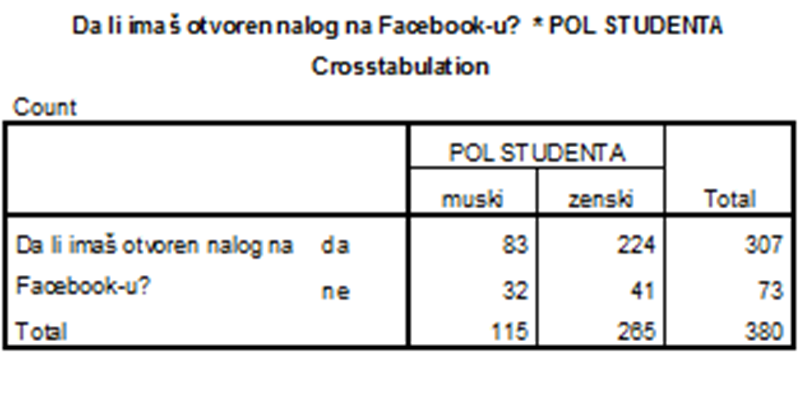 Da li imaš otvoren nalog na Facebook-u? * POL STUDENTA
Crosstabulation
Count
POL STUDENTA
muski zenski Total
Da li imaš otvoren nalog na da 83 224 307
Facebook-u? ne 32 41 73
Total 115 265 380